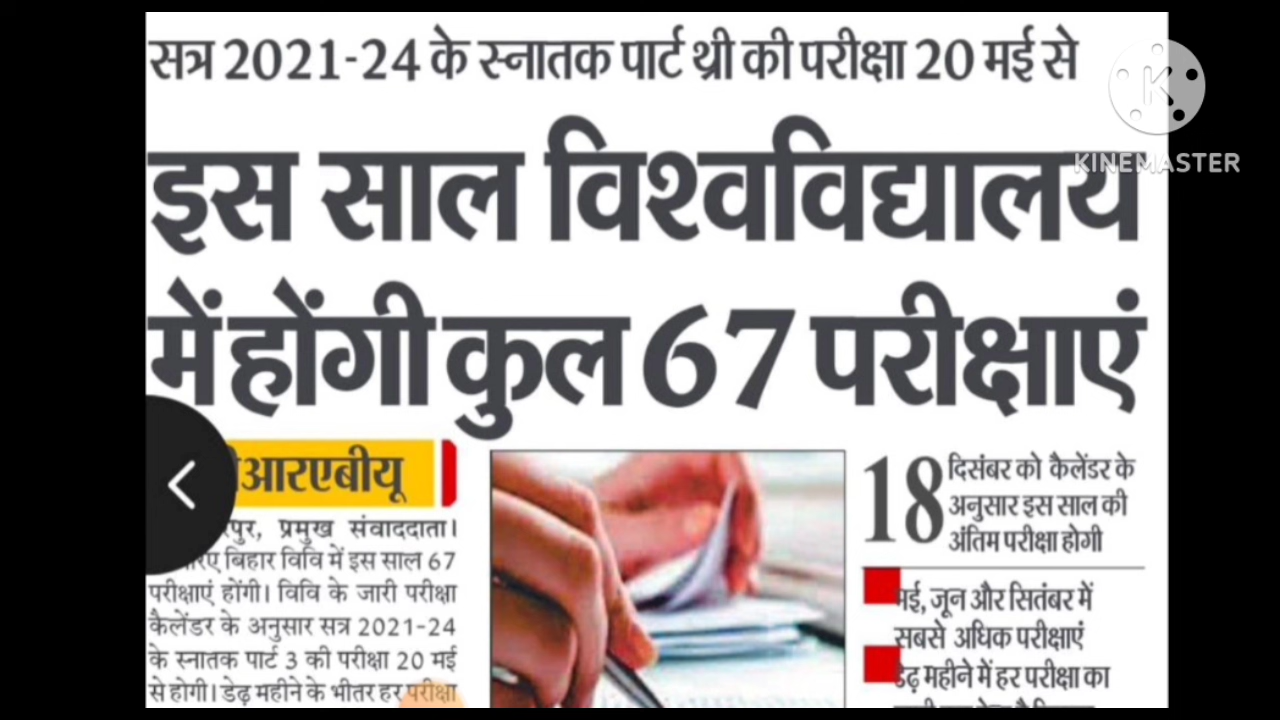 सत्र 2021-24 के स्नातक पार्ट थ्री की परीक्षा 20 मई से
KINEMASTER
इस साल विश्वविद्यालय
में होंगी कुल 67 परीक्षाएं
आरएबीयू
प्रमुख संवाददाता।
बिहार विवि में इस साल 67
परीक्षाएं होंगी। विवि के जारी परीक्षा
कैलेंडर के अनुसार सत्र 2021-24
के स्नातक पार्ट 3 की परीक्षा 20 मई
से होगी। डेढ़ महीने के भीतर हर परीक्षा
18 दिसंबर को कैलेंडर के
अनुसार इस साल की
अंतिम परीक्षा होगी
मई, जून और सितंबर में
सबसे अधिक परीक्षाएं
डेढ़ महीने में हर परीक्षा का